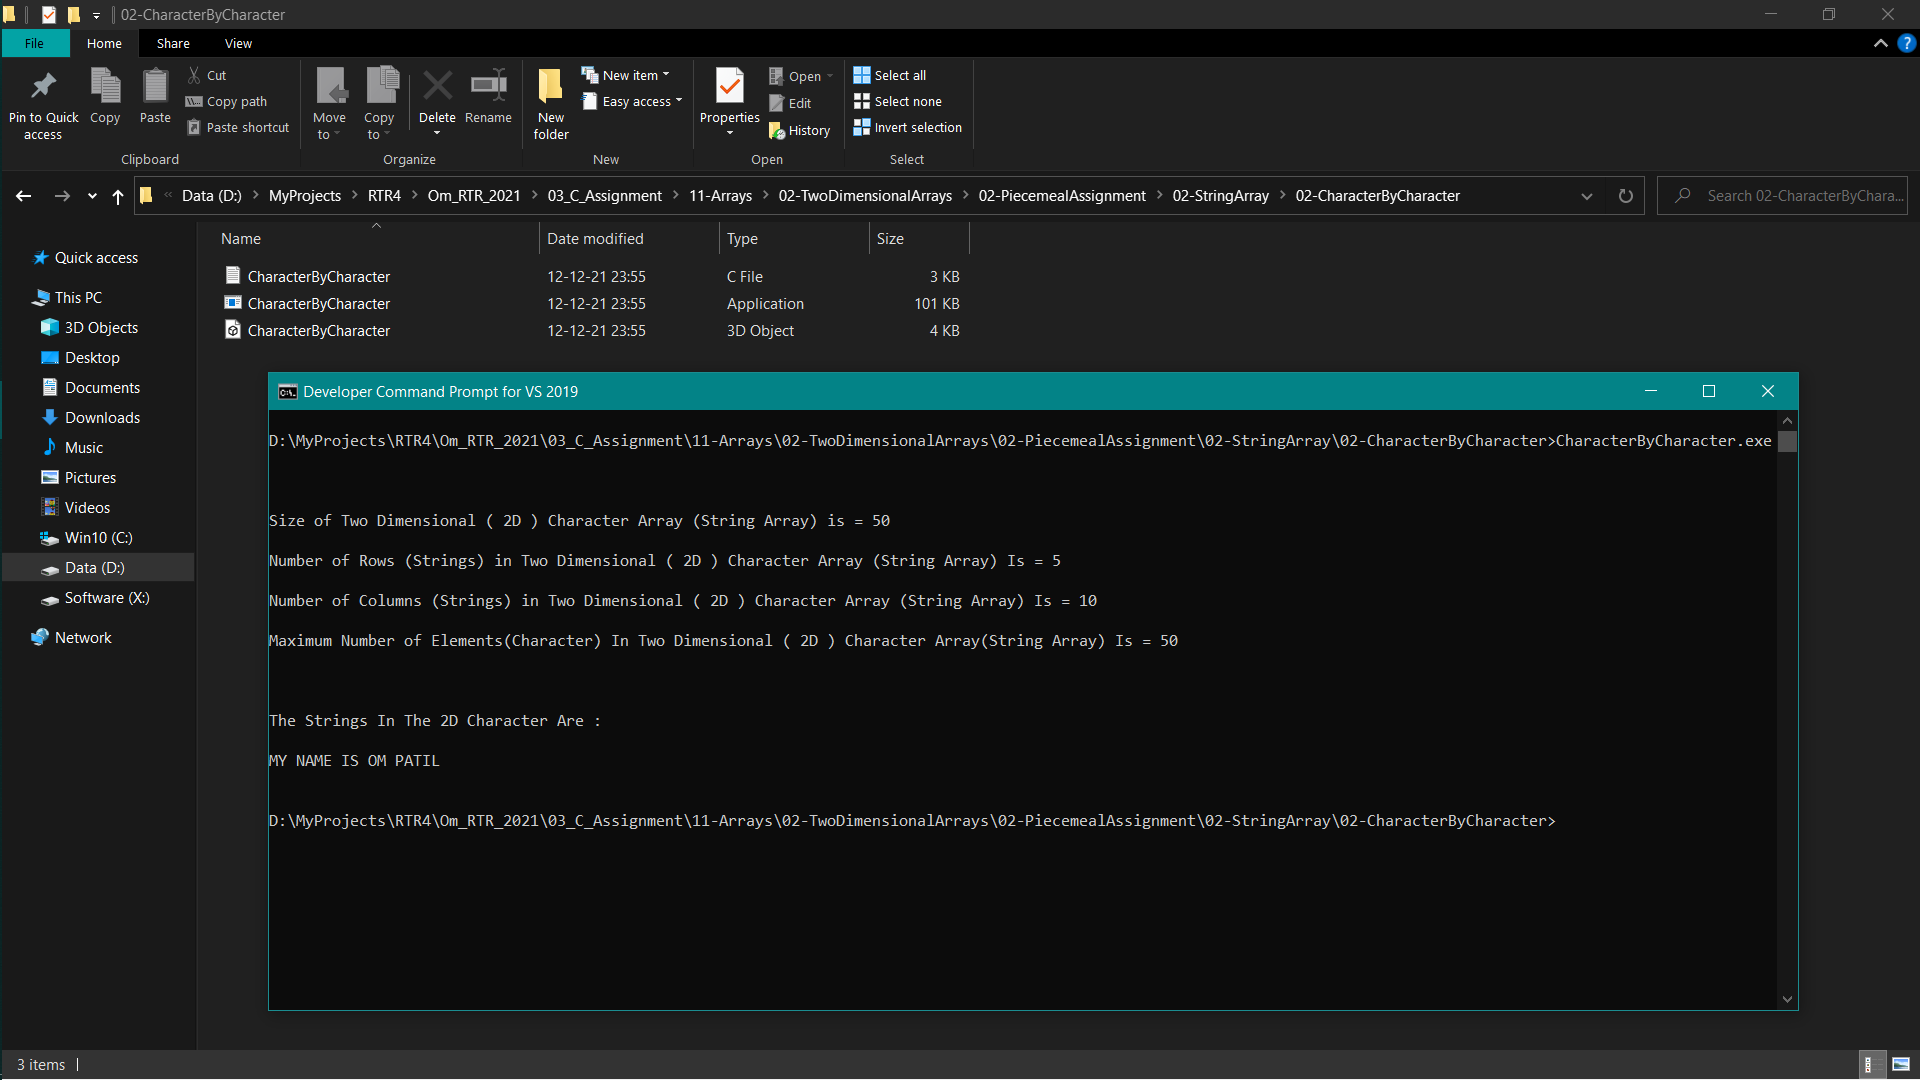 02-CharacterByCharacter
File Home Share View
Pin to Quick access
Copy
Paste
Cut
Copy path
Paste shortcut
Clipboard
Move to
Copy to
Delete
Rename
Organize
New folder
New item
Easy access
New
Properties
Open
Edit
History
Open
Select all
Select none
Invert selection
Select
« Data (D:) > MyProjects > RTR4 > Om_RTR_2021 > 03_C_Assignment > 11-Arrays > 02-TwoDimensionalArrays > 02-PiecemealAssignment > 02-StringArray > 02-CharacterByCharacter
Search 02-CharacterByChara...
Name Date modified Type Size
CharacterByCharacter 12-12-21 23:55 C File 3 KB
CharacterByCharacter 12-12-21 23:55 Application 101 KB
CharacterByCharacter 12-12-21 23:55 3D Object 4 KB
Quick access
This PC
3D Objects
Desktop
Documents
Downloads
Music
Pictures
Videos
Win10 (C:)
Data (D:)
Software (X:)
Network
Developer Command Prompt for VS 2019
D:\MyProjects\RTR4\Om_RTR_2021\03_C_Assignment\11-Arrays\02-TwoDimensionalArrays\02-PiecemealAssignment\02-StringArray\02-CharacterByCharacter>CharacterByCharacter.exe
Size of Two Dimensional ( 2D ) Character Array (String Array) is = 50
Number of Rows (Strings) in Two Dimensional ( 2D ) Character Array (String Array) Is = 5
Number of Columns (Strings) in Two Dimensional ( 2D ) Character Array (String Array) Is = 10
Maximum Number of Elements(Character) In Two Dimensional ( 2D ) Character Array(String Array) Is = 50
The Strings In The 2D Character Are :
MY NAME IS OM PATIL
D:\MyProjects\RTR4\Om_RTR_2021\03_C_Assignment\11-Arrays\02-TwoDimensionalArrays\02-PiecemealAssignment\02-StringArray\02-CharacterByCharacter>
3 items